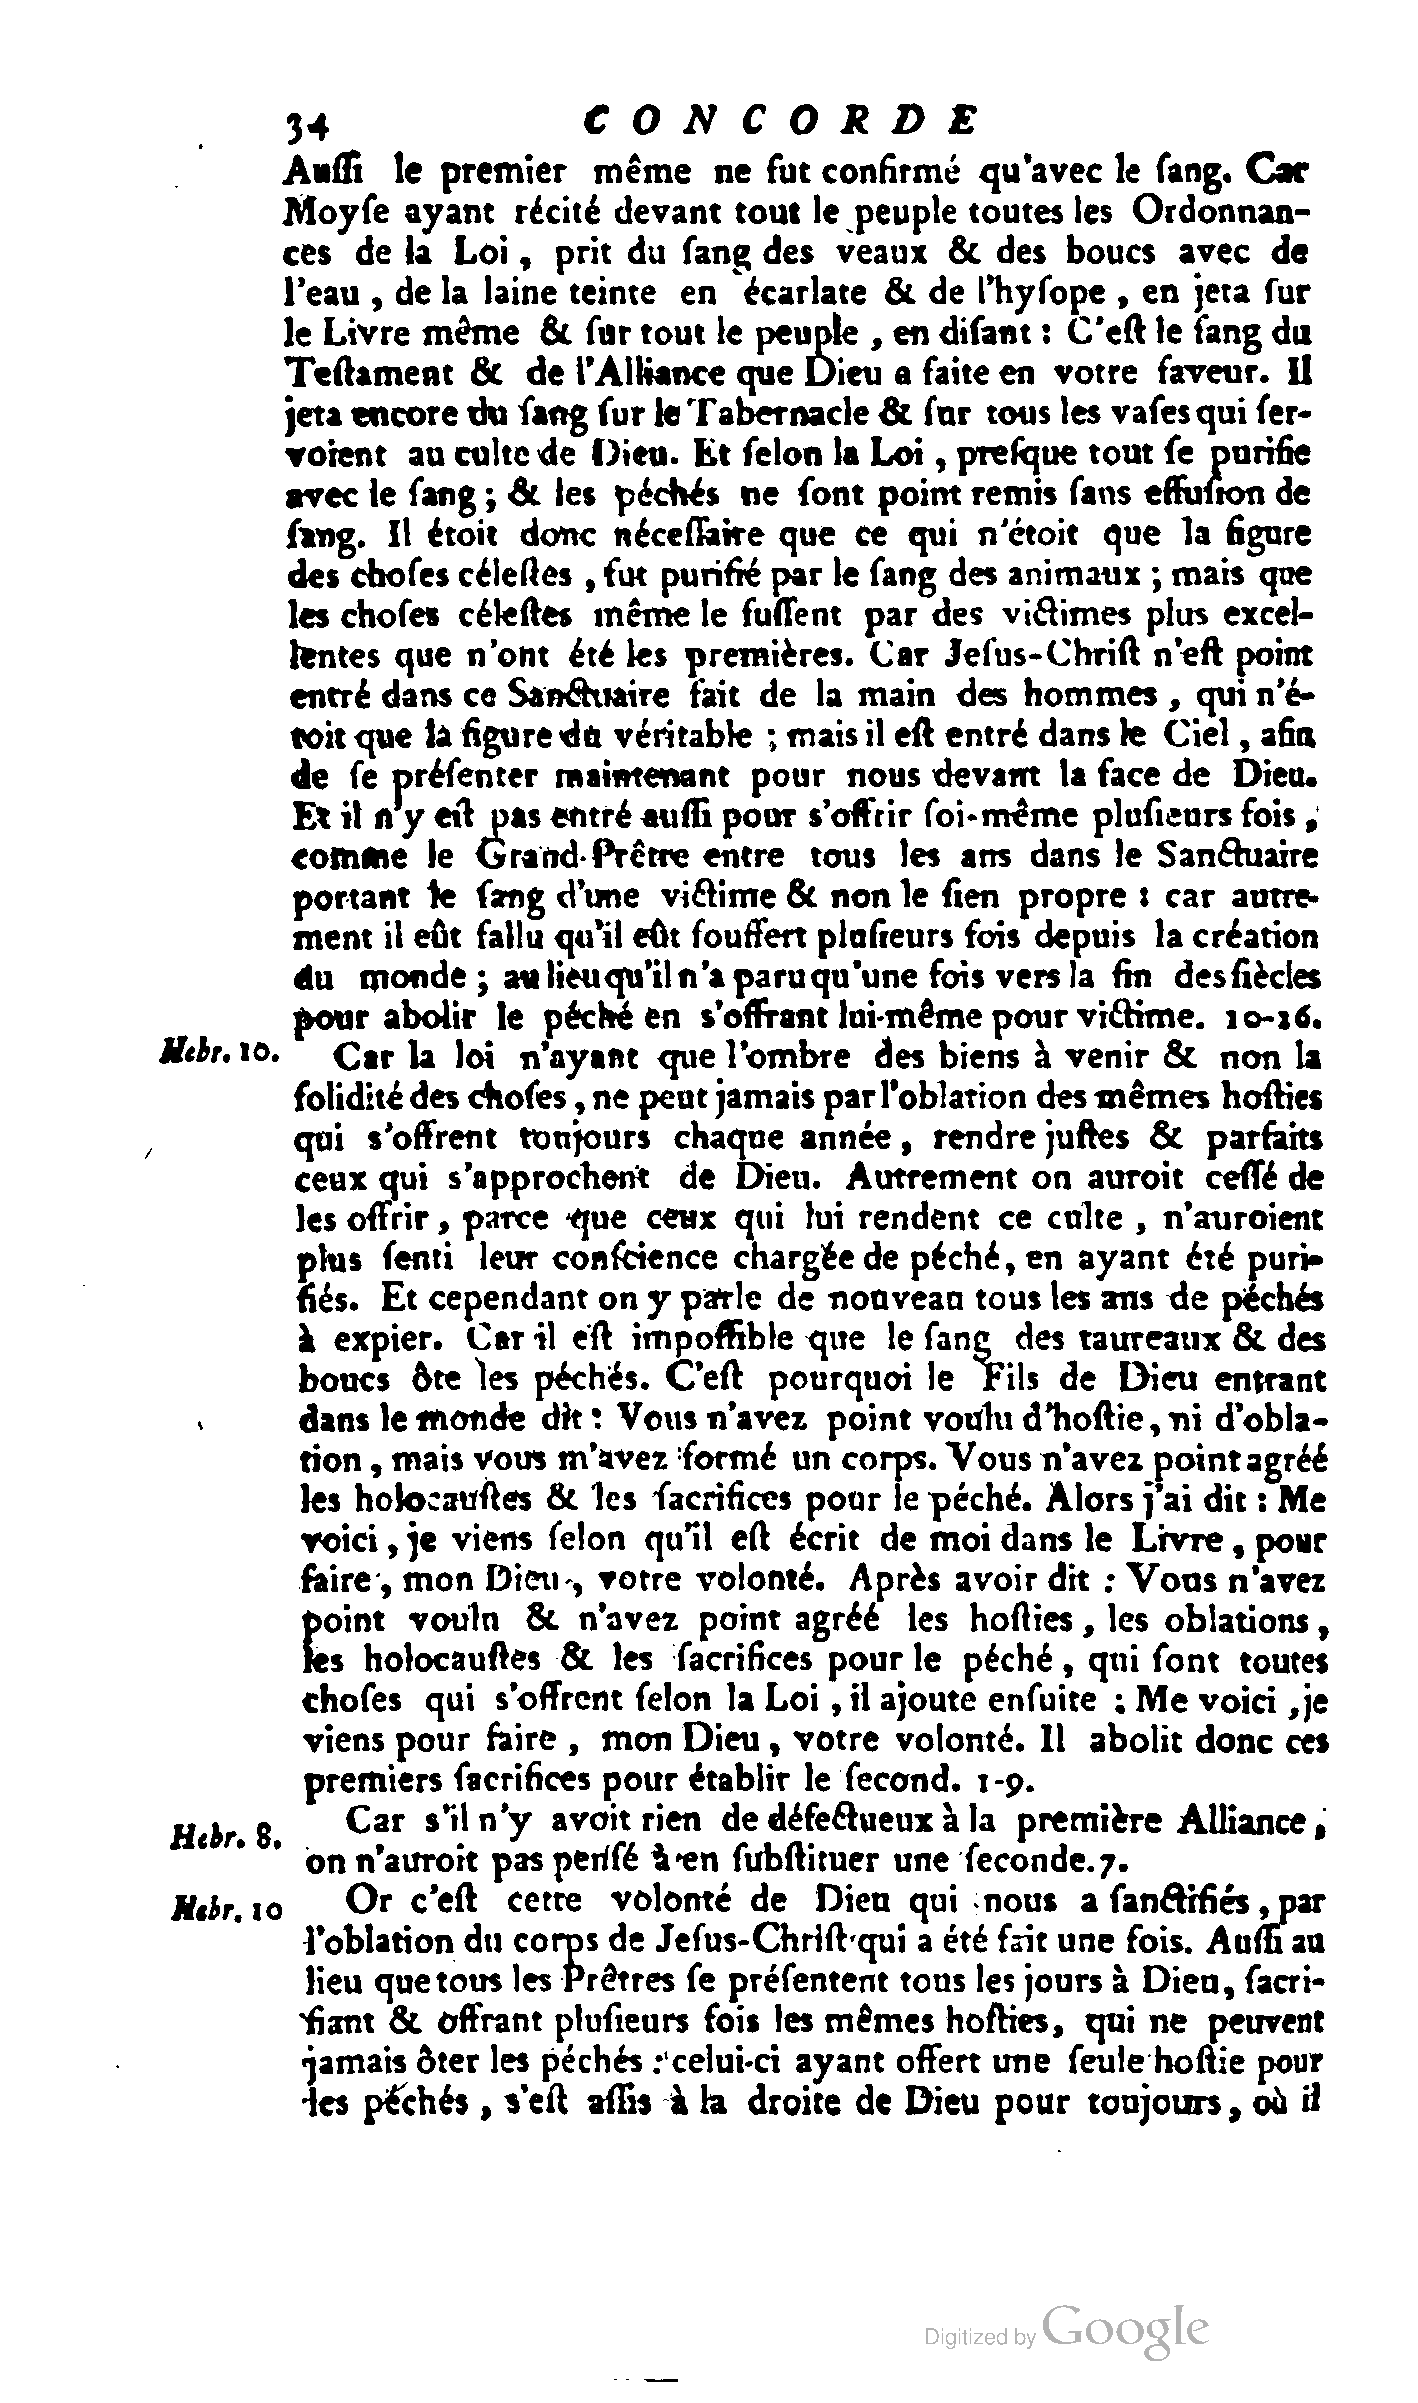 34 CONCORDE
Auſſi le premier même ne fut confirmé qu'avec le ſang. Car
Moyſe ayant récité devant tout le peuple toutes les Ordonnan-
ces de la Loi, prit du ſang des veaux & des boucs avec de
l'eau, de la laine teinte en écarlate & de l'hyſope, en jeta ſur
le Livre même & ſur tout le peuple, en diſant : C'eſt le ſang du
Teſtament & de l'Alliance que Dieu a faite en votre faveur. Il
jeta encore du ſang ſur le Tabernacle & ſur tous les vaſes qui ſer-
voient au culte de Dieu. Et ſelon la Loi, preſque tout ſe purifie
avec le ſang ; & les péchés ne ſont point remis ſans effuſion de
ſang. Il étoit donc néceſſaire que ce qui n'étoit que la figure
des choſes céleſtes, fut purifié par le ſang des animaux ; mais que
les choſes céleſtes même le fuſſent par des victimes plus excel-
lentes que n'ont été les premières. Car Jeſus-Chriſt n'eſt point
entré dans ce Sanctuaire fait de la main des hommes, qui n'é-
toit que la figure du véritable ; mais il eſt entré dans le Ciel, afin
de ſe préſenter maintenant pour nous devant la face de Dieu.
Et il n'y eſt pas entré auſſi pour s'offrir ſoi-même pluſieurs fois,
comme le Grand-Prêtre entre tous les ans dans le Sanctuaire
portant le ſang d'une victime & non le ſien propre : car autre-
ment il eût fallu qu'il eût ſouffert pluſieurs fois depuis la création
du monde ; au lieu qu'il n'a paru qu'une fois vers la fin des ſiècles
pour abolir le péché en s'offrant lui-même pour victime. 10-26.
Hebr. 10. Car la loi n'ayant que l'ombre des biens à venir & non la
ſolidité des choſes, ne peut jamais par l'oblation des mêmes hoſties
qui s'offrent toujours chaque année, rendre juſtes & parfaits
ceux qui s'approchent de Dieu. Autrement on auroit ceſſé de
les offrir, parce que ceux qui lui rendent ce culte, n'auroient
plus ſenti leur conſcience chargée de péché, en ayant été puri-
fiés. Et cependant on y parle de nouveau tous les ans de péchés
à expier. Car il eſt impoſſible que le ſang des taureaux & des
boucs ôte les péchés. C'eſt pourquoi le Fils de Dieu entrant
dans le monde dit : Vous n'avez point voulu d'hoſtie, ni d'obla-
tion, mais vous m'avez formé un corps. Vous n'avez point agréé
les holocauſtes & les ſacrifices pour le péché. Alors j'ai dit : Me
voici, je viens ſelon qu'il eſt écrit de moi dans le Livre, pour
faire, mon Dieu, votre volonté. Après avoir dit : Vous n'avez
point voulu & n'avez point agréé les hoſties, les oblations,
les holocauſtes & les ſacrifices pour le péché, qui ſont toutes
choſes qui s'offrent ſelon la Loi, il ajoute enſuite : Me voici, je
viens pour faire, mon Dieu, votre volonté. Il abolit donc ces
premiers ſacrifices pour établir le ſecond. 1-9.
Hebr. 8. Car s'il n'y avoit rien de défectueux à la première Alliance,
on n'auroit pas penſé à en ſubſtituer une ſeconde. 7.
Hebr. 10 Or c'eſt cette volonté de Dieu qui nous a ſanctifiés, par
l'oblation du corps de Jeſus-Chriſt qui a été fait une fois. Auſſi au
lieu que tous les Prêtres ſe préſentent tous les jours à Dieu, ſacri-
fiant & offrant pluſieurs fois les mêmes hoſties, qui ne peuvent
jamais ôter les péchés : celui-ci ayant offert une ſeule hoſtie pour
les péchés, s'eſt aſſis à la droite de Dieu pour toujours, où il
Digitized by Google